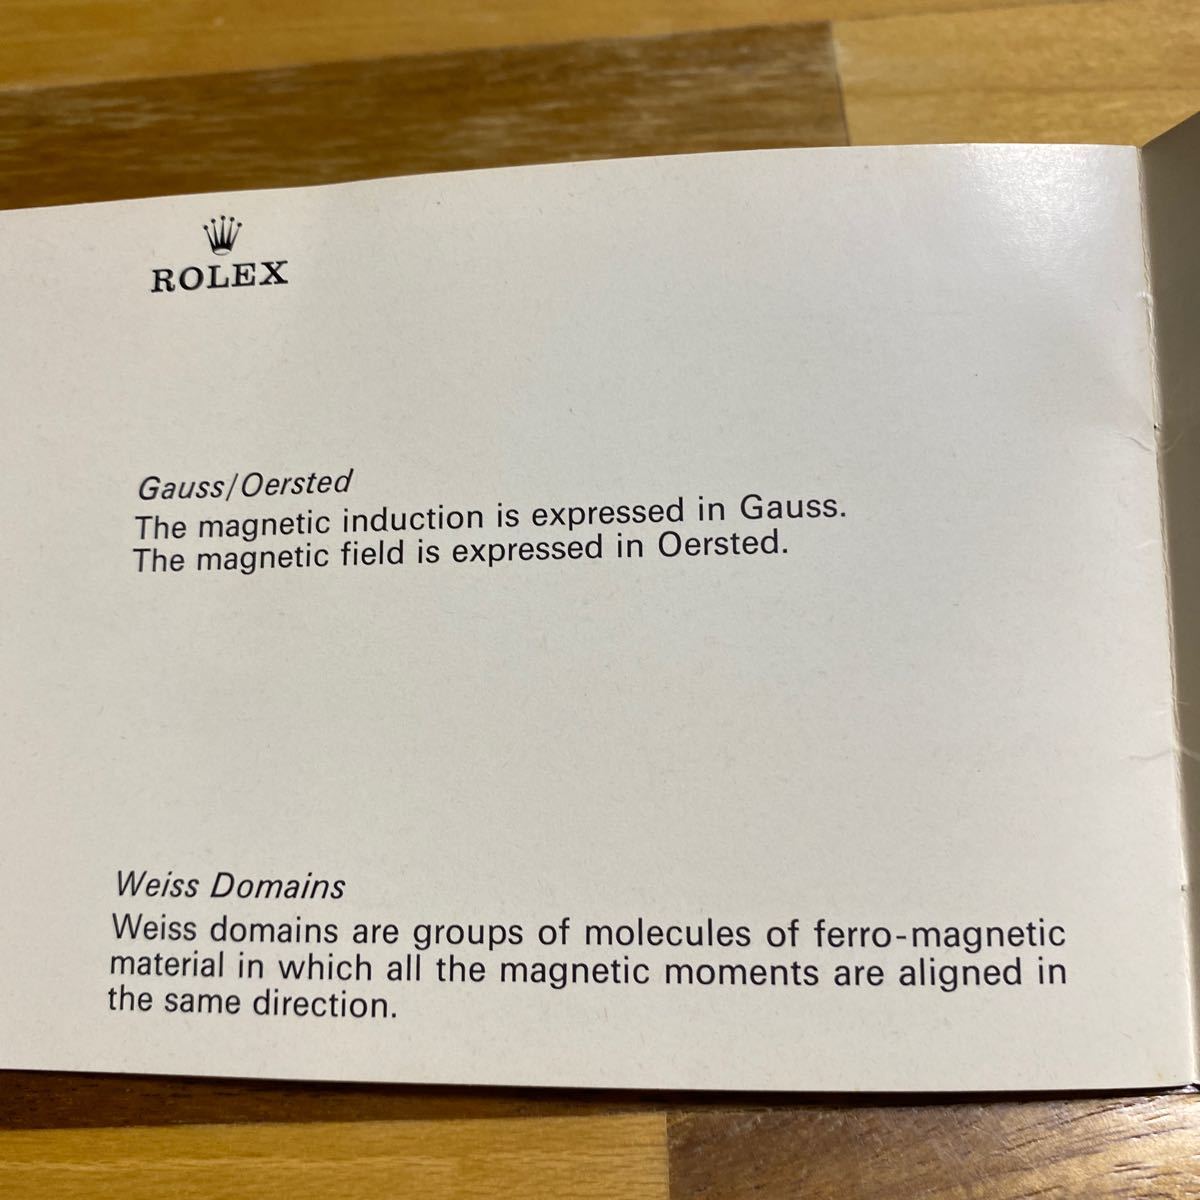 ROLEX
Gauss/Oersted
The magnetic induction is expressed in Gauss.
The magnetic field is expressed in Oersted.
Weiss Domains
Weiss domains are groups of molecules of ferro-magnetic
material in which all the magnetic moments are aligned in
the same direction.